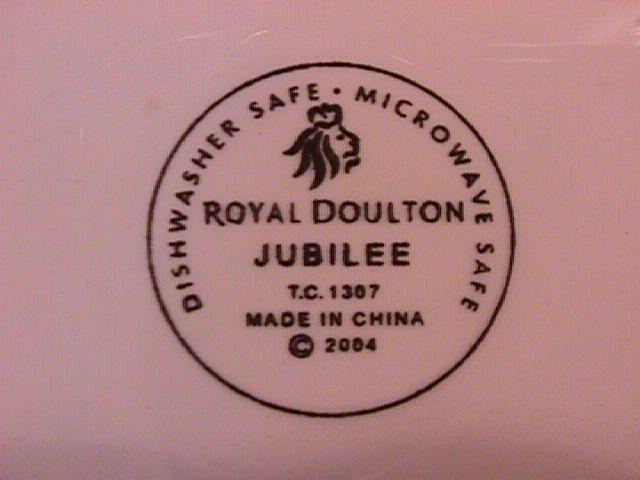 DISHWASHER SAFE · MICROWAVE SAFE
ROYAL DOULTON
JUBILEE
T.C. 1307
MADE IN CHINA
© 2004